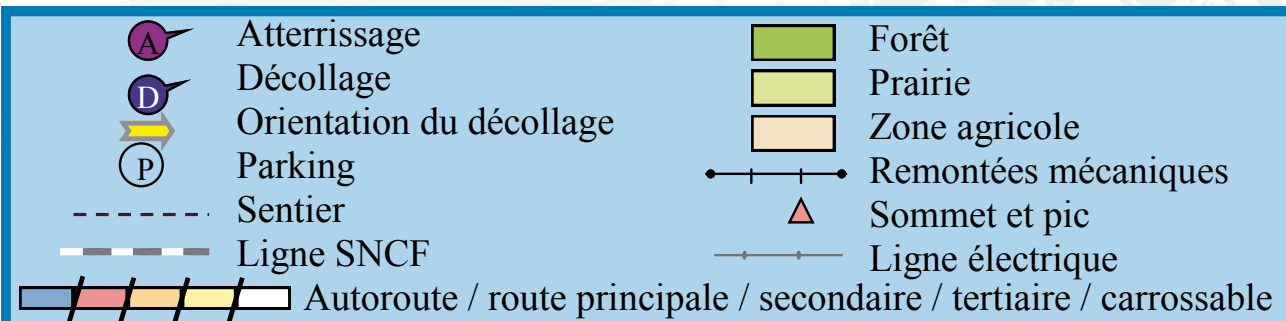 A Atterrissage
D Décollage
Orientation du décollage
P Parking
Sentier
Ligne SNCF
Forêt
Prairie
Zone agricole
Remontées mécaniques
Sommet et pic
Ligne électrique
Autoroute / route principale / secondaire / tertiaire / carrossable